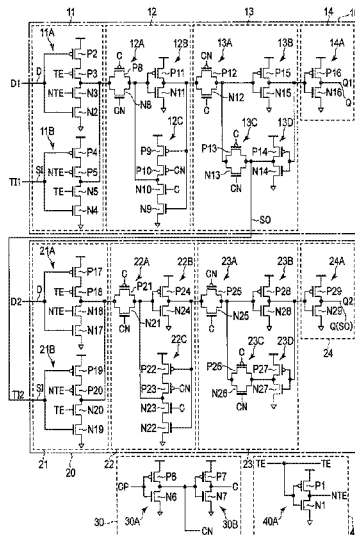 11 12 13 14 10
11A 12A 12B 13A 13B 14A
C P8 P11 C P12 P15 P16 Q1
D1 D P2
TE P3
NTE N3
N2
N8 N11 N12 N15 N16 Q
CN CN
11B 12C 13C 13D
TI1 SI P4
NTE P5
TE N5
N4
P9
P10 CN
N10 C
N9
C P13 P14
N13 N14
CN
SO
21A 22A 22B 23A 23B 24A
D2 D P17
TE P18
NTE N18
N17
C P21 P24 C P25 P28 P29 Q2
N21 N24 N25 N28 N29 Q(SO)
CN CN
24
21B 22C 23C 23D
TI2 SI P19
NTE P20
TE N20
N19
P22
P23 CN
N23 C
N22
C P26 P27
N26 N27
CN
21 20 22 23
CP P6 P7 C
N6 N7
30 30A CN 30B
TE TE
P1
N1 NTE
40A